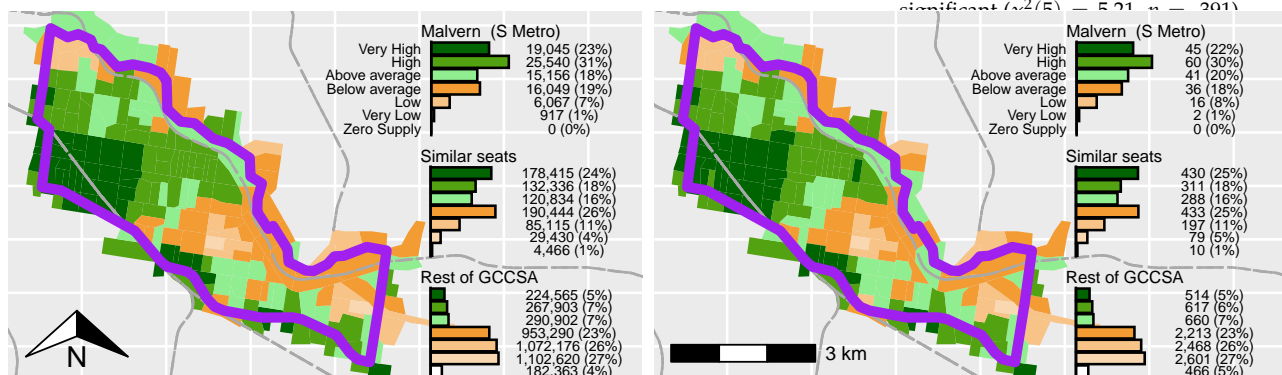 significant (χ²(5) = 5.21, n = 391)
Malvern (S Metro)
Very High 19,045 (23%)
High 25,540 (31%)
Above average 15,156 (18%)
Below average 16,049 (19%)
Low 6,067 (7%)
Very Low 917 (1%)
Zero Supply 0 (0%)
Similar seats
178,415 (24%)
132,336 (18%)
120,834 (16%)
190,444 (26%)
85,115 (11%)
29,430 (4%)
4,466 (1%)
Rest of GCCSA
224,565 (5%)
267,903 (7%)
290,902 (7%)
953,290 (23%)
1,072,176 (26%)
1,102,620 (27%)
182,363 (4%)
N
Malvern (S Metro)
Very High 45 (22%)
High 60 (30%)
Above average 41 (20%)
Below average 36 (18%)
Low 16 (8%)
Very Low 2 (1%)
Zero Supply 0 (0%)
Similar seats
430 (25%)
311 (18%)
288 (16%)
433 (25%)
197 (11%)
79 (5%)
10 (1%)
Rest of GCCSA
514 (5%)
617 (6%)
660 (7%)
2,213 (23%)
2,468 (26%)
2,601 (27%)
466 (5%)
3 km